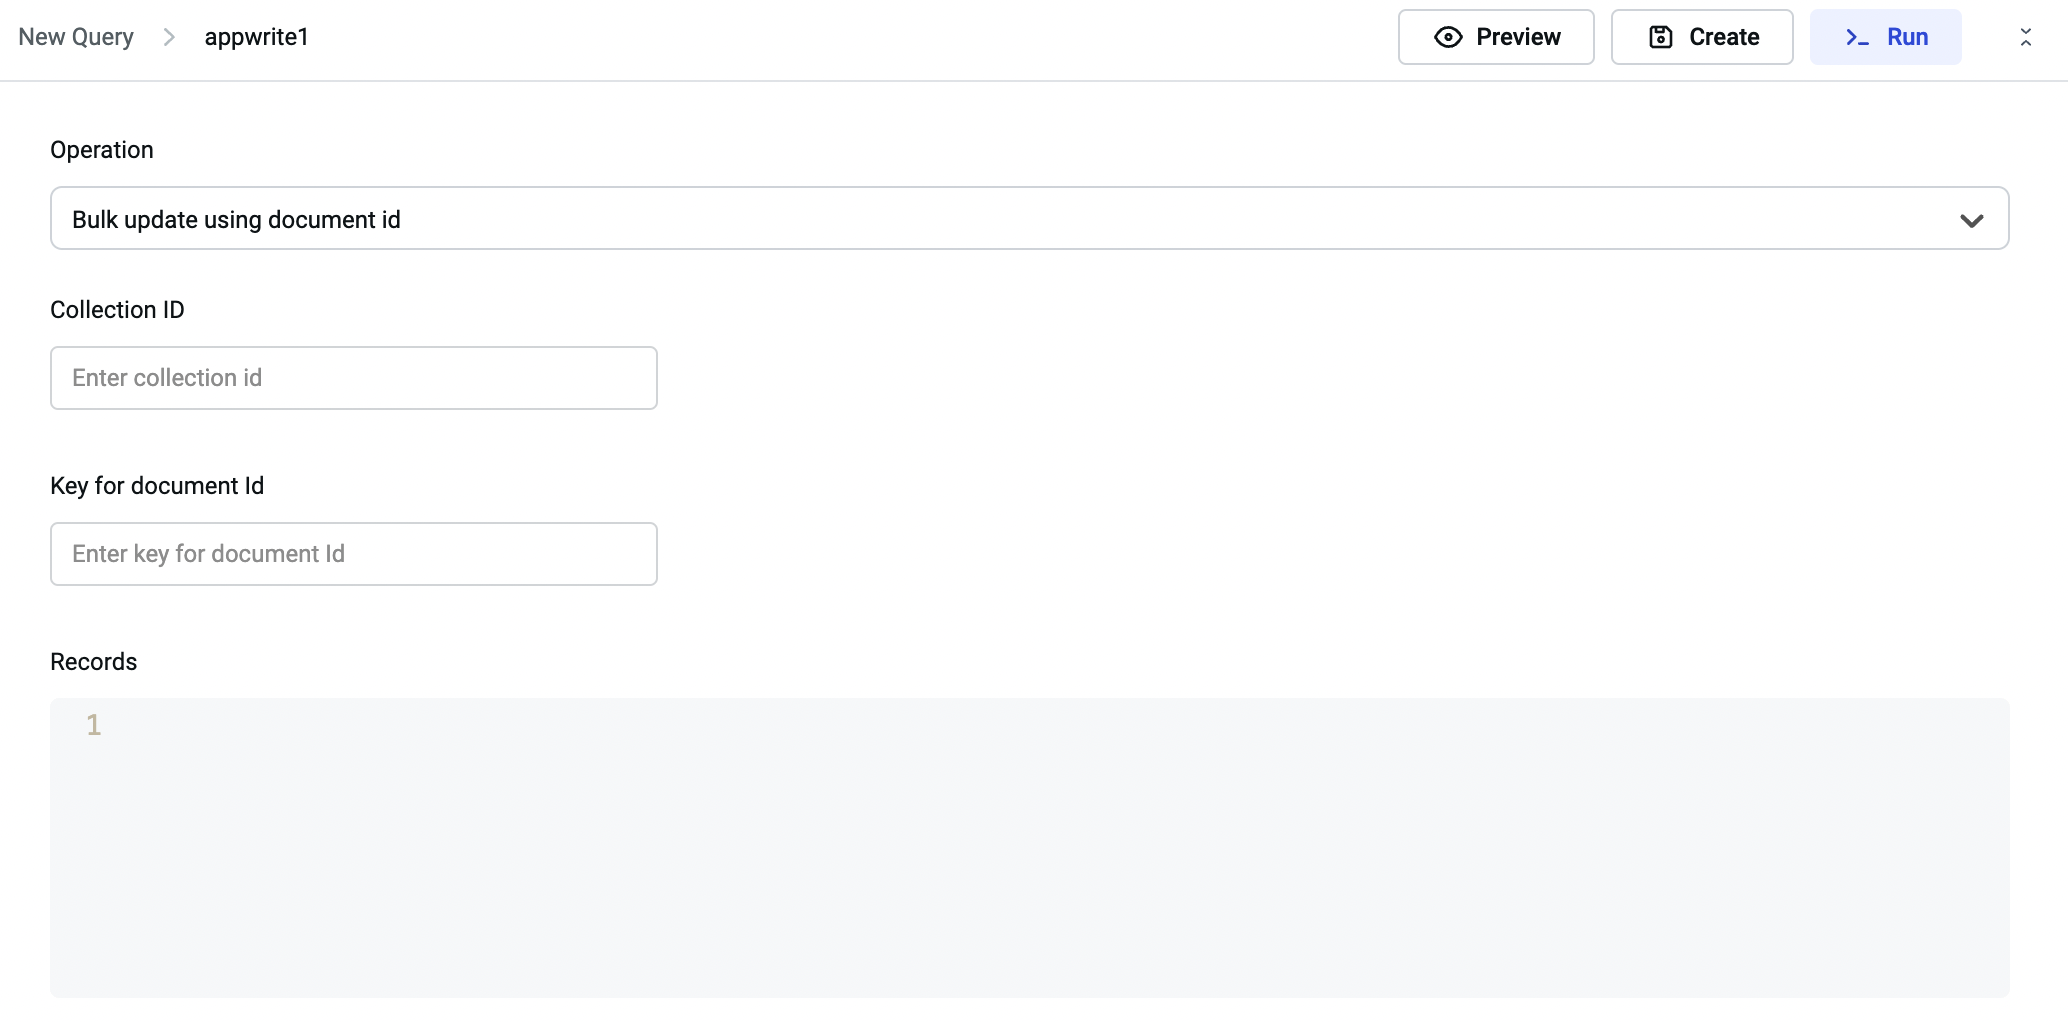 New Query > appwrite1 Preview Create >_ Run
Operation
Bulk update using document id
Collection ID
Enter collection id
Key for document Id
Enter key for document Id
Records
1